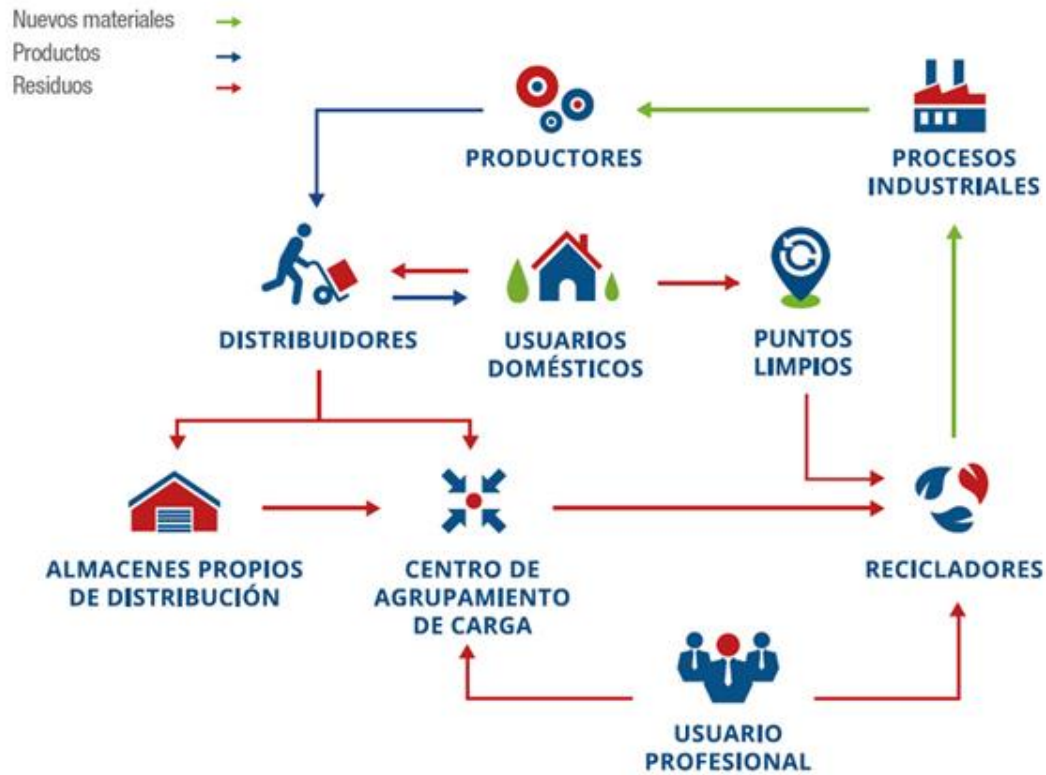 Nuevos materiales
Productos
Residuos
PRODUCTORES
PROCESOS
INDUSTRIALES
DISTRIBUIDORES
USUARIOS
DOMÉSTICOS
PUNTOS
LIMPIOS
ALMACENES PROPIOS
DE DISTRIBUCIÓN
CENTRO DE
AGRUPAMIENTO
DE CARGA
RECICLADORES
USUARIO
PROFESIONAL